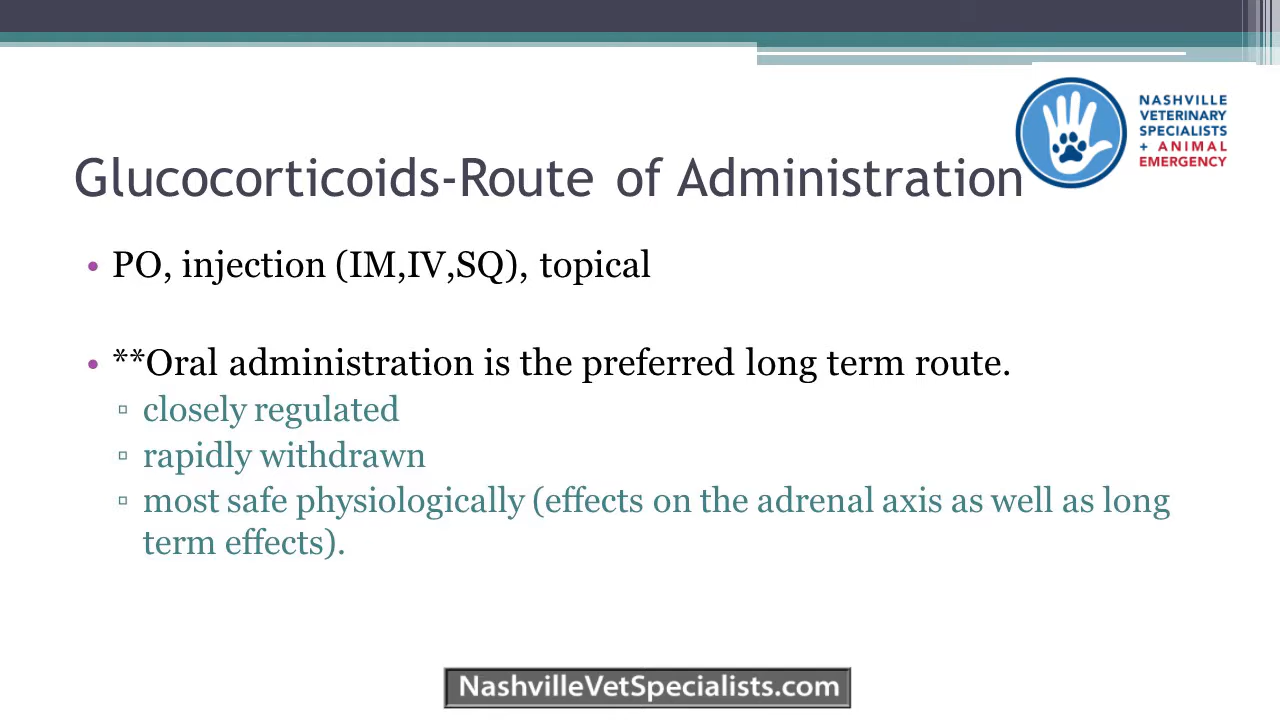 NASHVILLE
VETERINARY
SPECIALISTS
+ ANIMAL
EMERGENCY
Glucocorticoids-Route of Administration
• PO, injection (IM,IV,SQ), topical
• **Oral administration is the preferred long term route.
▫ closely regulated
▫ rapidly withdrawn
▫ most safe physiologically (effects on the adrenal axis as well as long
term effects).
NashvilleVetSpecialists.com